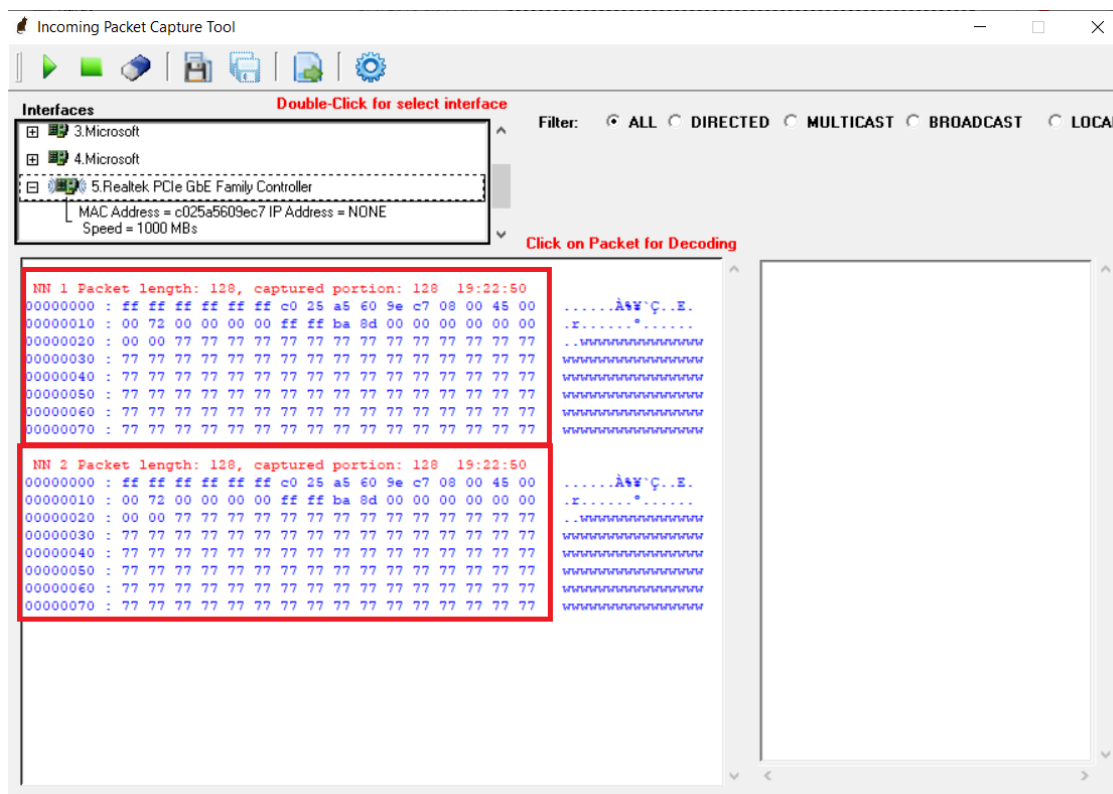 Incoming Packet Capture Tool
Interfaces
Double-Click for select interface
3.Microsoft
4.Microsoft
5.Realtek PCIe GbE Family Controller
MAC Address = c025a5609ec7 IP Address = NONE
Speed = 1000 MBs
Filter: ALL DIRECTED MULTICAST BROADCAST LOCA
Click on Packet for Decoding
NN 1 Packet length: 128, captured portion: 128 19:22:50
00000000 : ff ff ff ff ff ff c0 25 a5 60 9e c7 08 00 45 00 ......À%¥`Ç..E.
00000010 : 00 72 00 00 00 00 ff ff ba 8d 00 00 00 00 00 00 .r......º......
00000020 : 00 00 77 77 77 77 77 77 77 77 77 77 77 77 77 77 ..wwwwwwwwwwwwww
00000030 : 77 77 77 77 77 77 77 77 77 77 77 77 77 77 77 77 wwwwwwwwwwwwwwww
00000040 : 77 77 77 77 77 77 77 77 77 77 77 77 77 77 77 77 wwwwwwwwwwwwwwww
00000050 : 77 77 77 77 77 77 77 77 77 77 77 77 77 77 77 77 wwwwwwwwwwwwwwww
00000060 : 77 77 77 77 77 77 77 77 77 77 77 77 77 77 77 77 wwwwwwwwwwwwwwww
00000070 : 77 77 77 77 77 77 77 77 77 77 77 77 77 77 77 77 wwwwwwwwwwwwwwww
NN 2 Packet length: 128, captured portion: 128 19:22:50
00000000 : ff ff ff ff ff ff c0 25 a5 60 9e c7 08 00 45 00 ......À%¥`Ç..E.
00000010 : 00 72 00 00 00 00 ff ff ba 8d 00 00 00 00 00 00 .r......º......
00000020 : 00 00 77 77 77 77 77 77 77 77 77 77 77 77 77 77 ..wwwwwwwwwwwwww
00000030 : 77 77 77 77 77 77 77 77 77 77 77 77 77 77 77 77 wwwwwwwwwwwwwwww
00000040 : 77 77 77 77 77 77 77 77 77 77 77 77 77 77 77 77 wwwwwwwwwwwwwwww
00000050 : 77 77 77 77 77 77 77 77 77 77 77 77 77 77 77 77 wwwwwwwwwwwwwwww
00000060 : 77 77 77 77 77 77 77 77 77 77 77 77 77 77 77 77 wwwwwwwwwwwwwwww
00000070 : 77 77 77 77 77 77 77 77 77 77 77 77 77 77 77 77 wwwwwwwwwwwwwwww